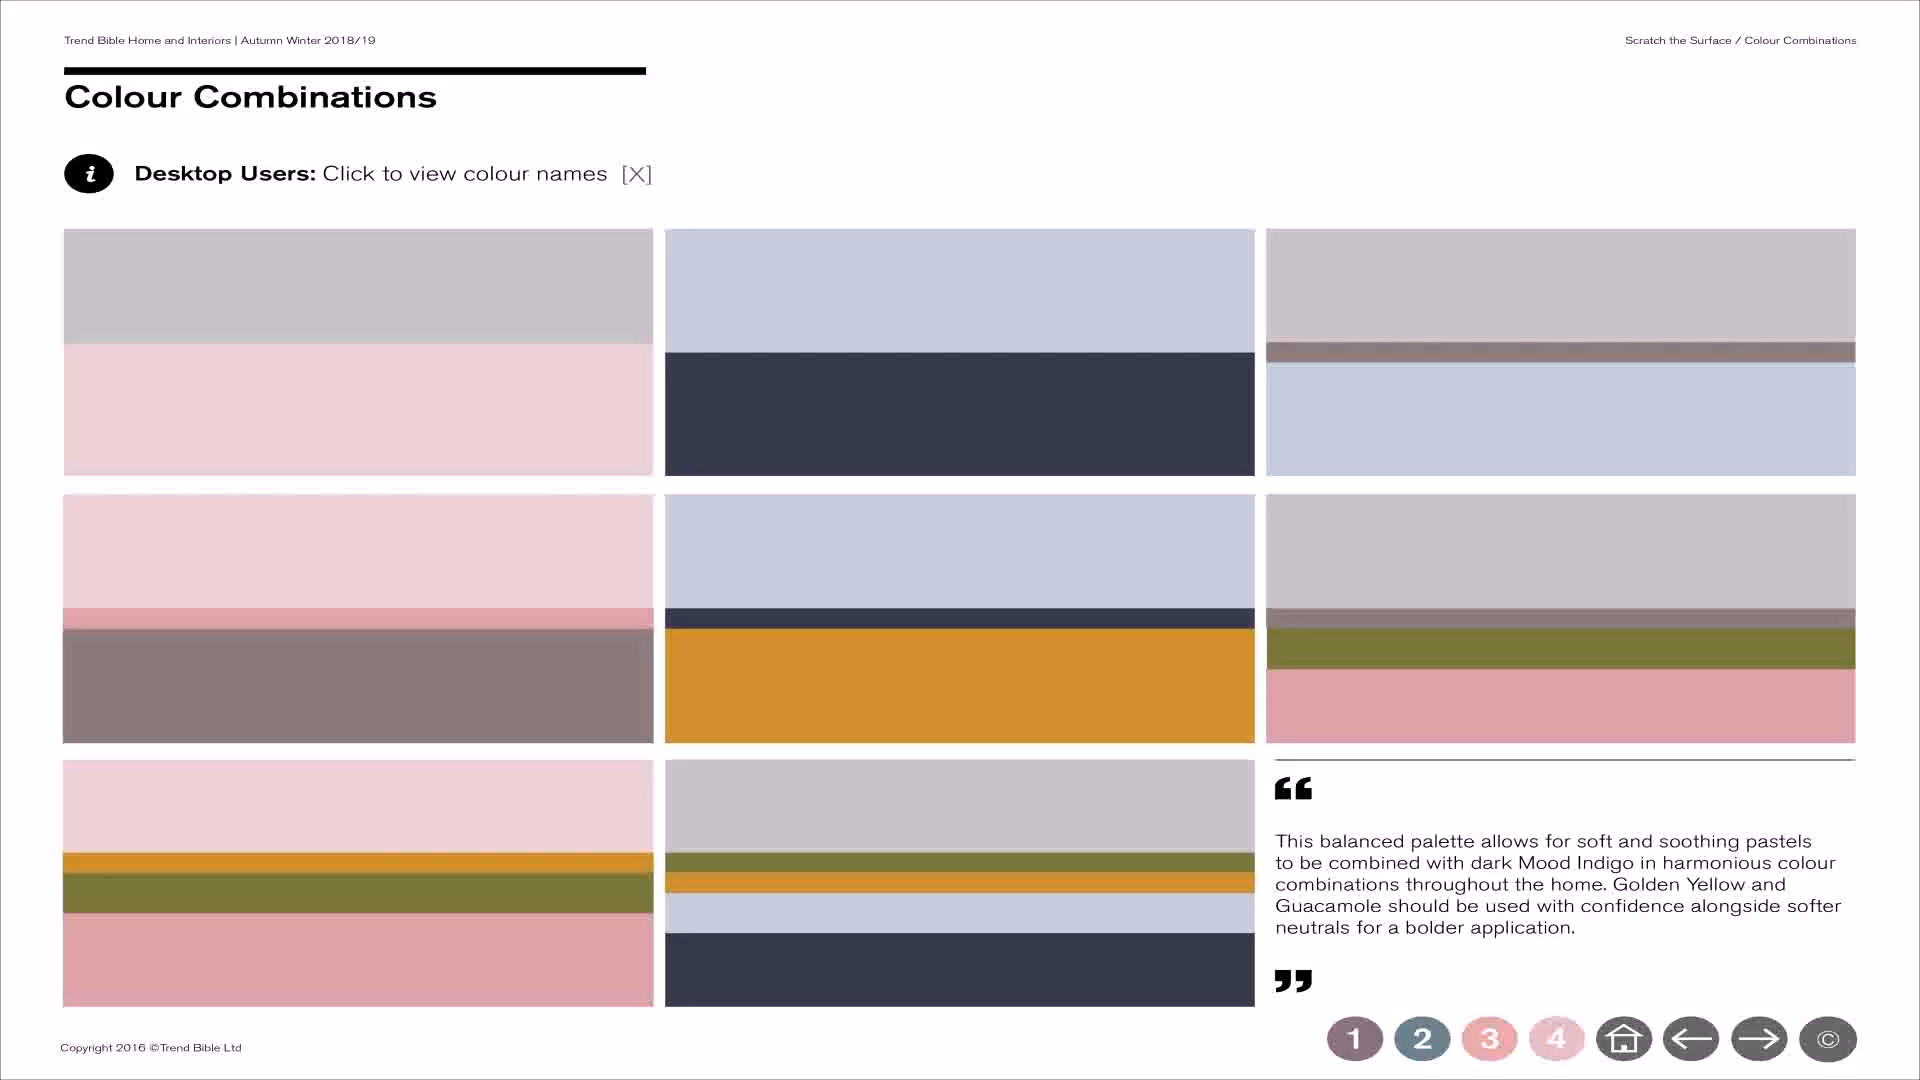 Trend Bible Home and Interiors | Autumn Winter 2018/19
Scratch the Surface / Colour Combinations
Colour Combinations
i Desktop Users: Click to view colour names [X]
“
This balanced palette allows for soft and soothing pastels
to be combined with dark Mood Indigo in harmonious colour
combinations throughout the home. Golden Yellow and
Guacamole should be used with confidence alongside softer
neutrals for a bolder application.
”
1 2 3 4 ©
Copyright 2016 ©Trend Bible Ltd